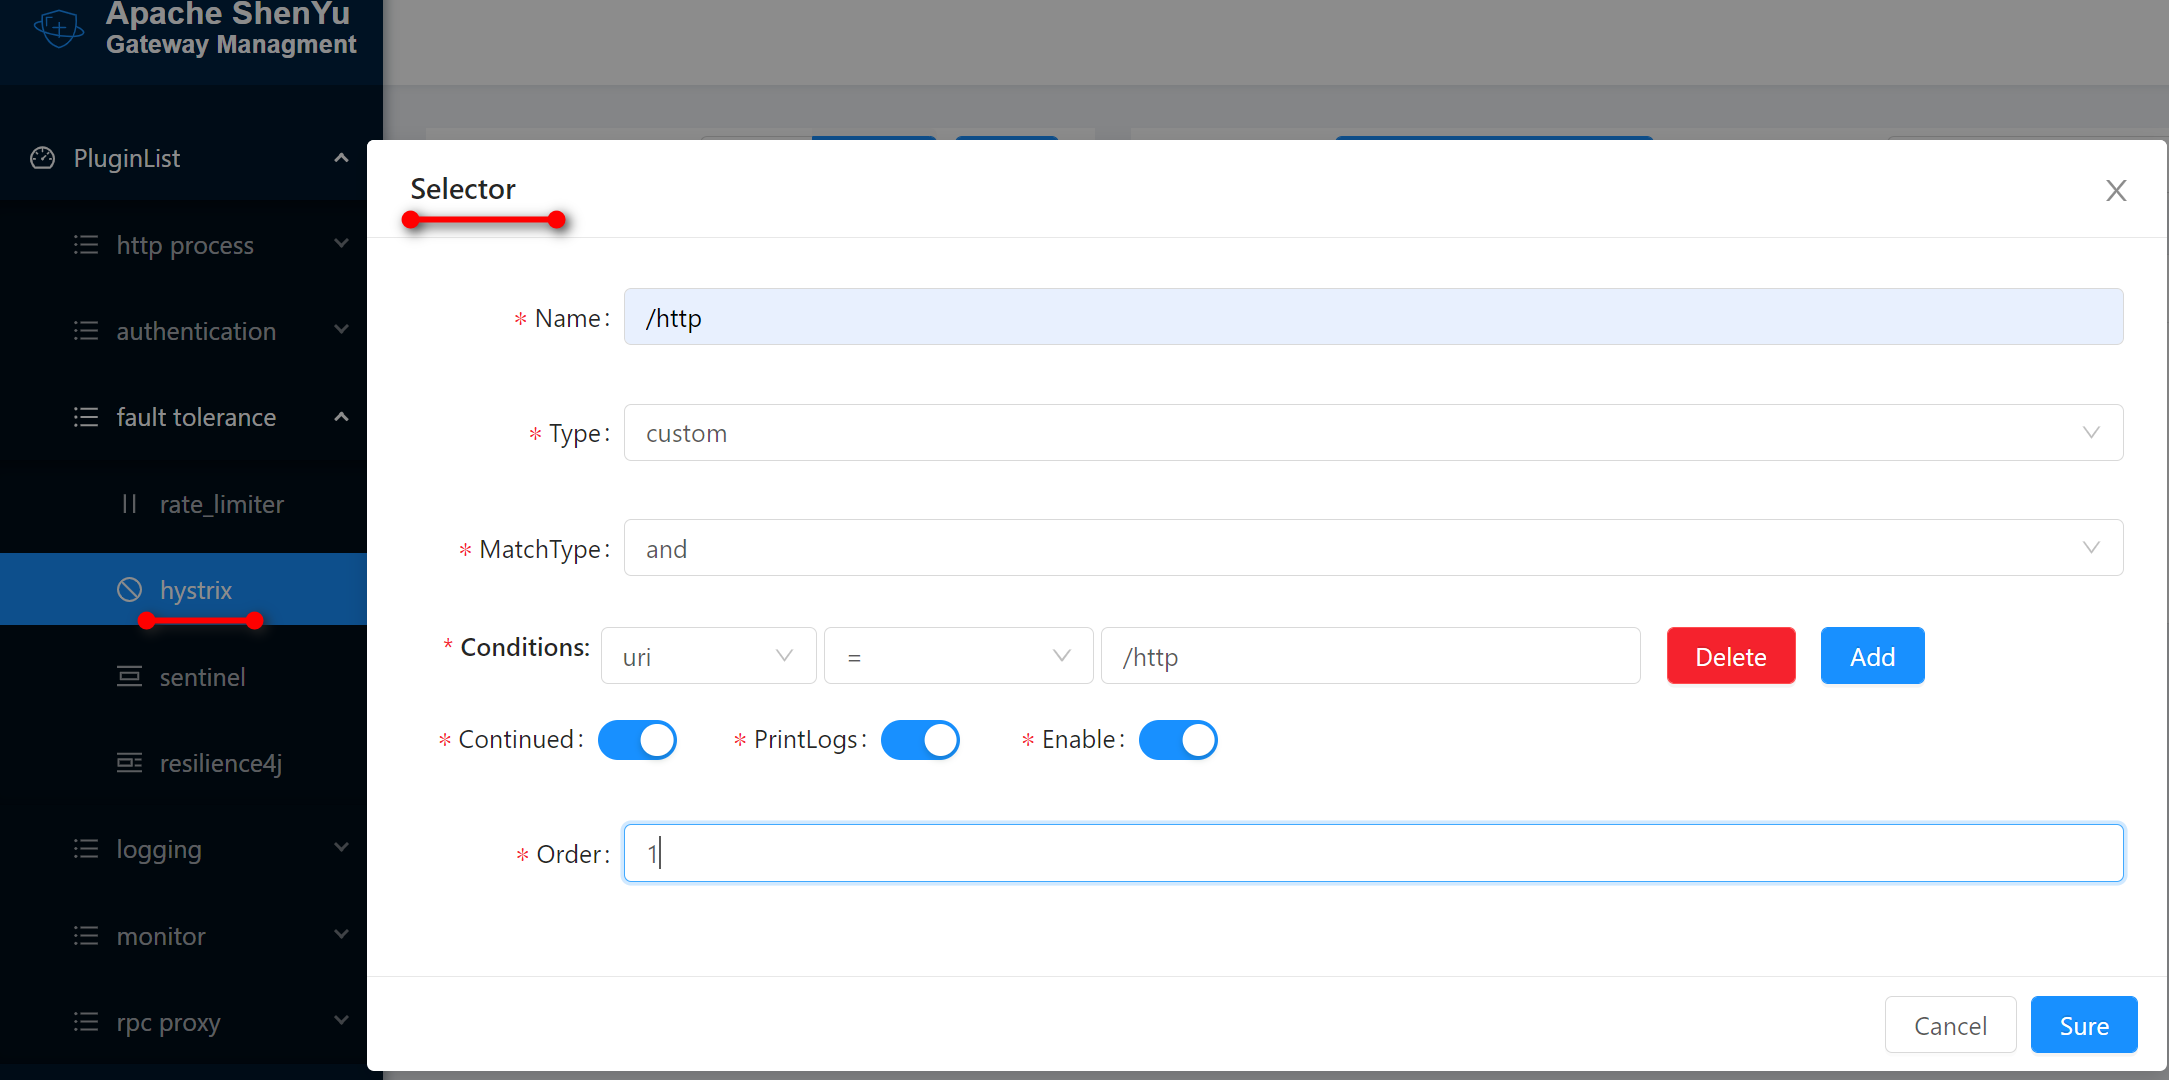 Apache ShenYu
Gateway Managment
PluginList
http process
authentication
fault tolerance
rate_limiter
hystrix
sentinel
resilience4j
logging
monitor
rpc proxy
Selector
* Name: /http
* Type: custom
* MatchType: and
* Conditions: uri = /http Delete Add
* Continued: * PrintLogs: * Enable:
* Order: 1
Cancel Sure